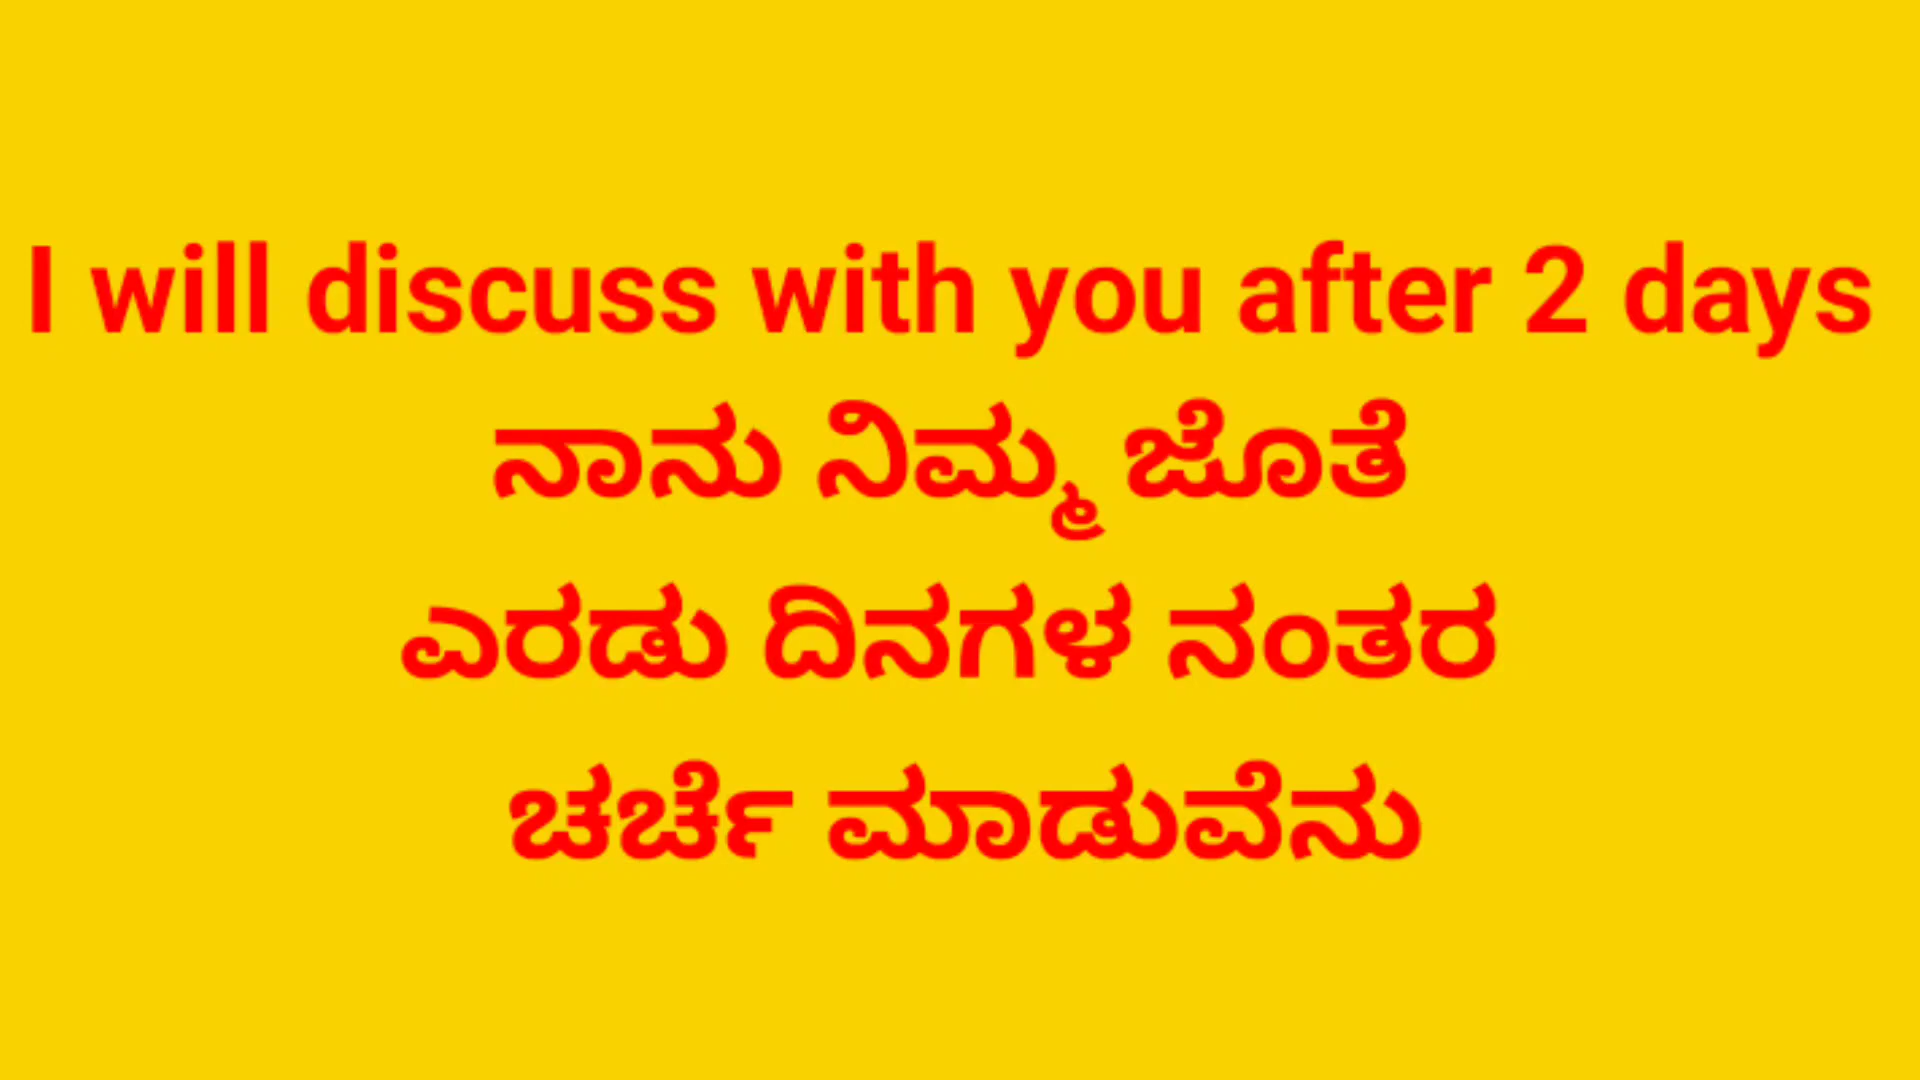 I will discuss with you after 2 days
ನಾನು ನಿಮ್ಮ ಜೊತೆ
ಎರಡು ದಿನಗಳ ನಂತರ
ಚರ್ಚೆ ಮಾಡುವೆನು